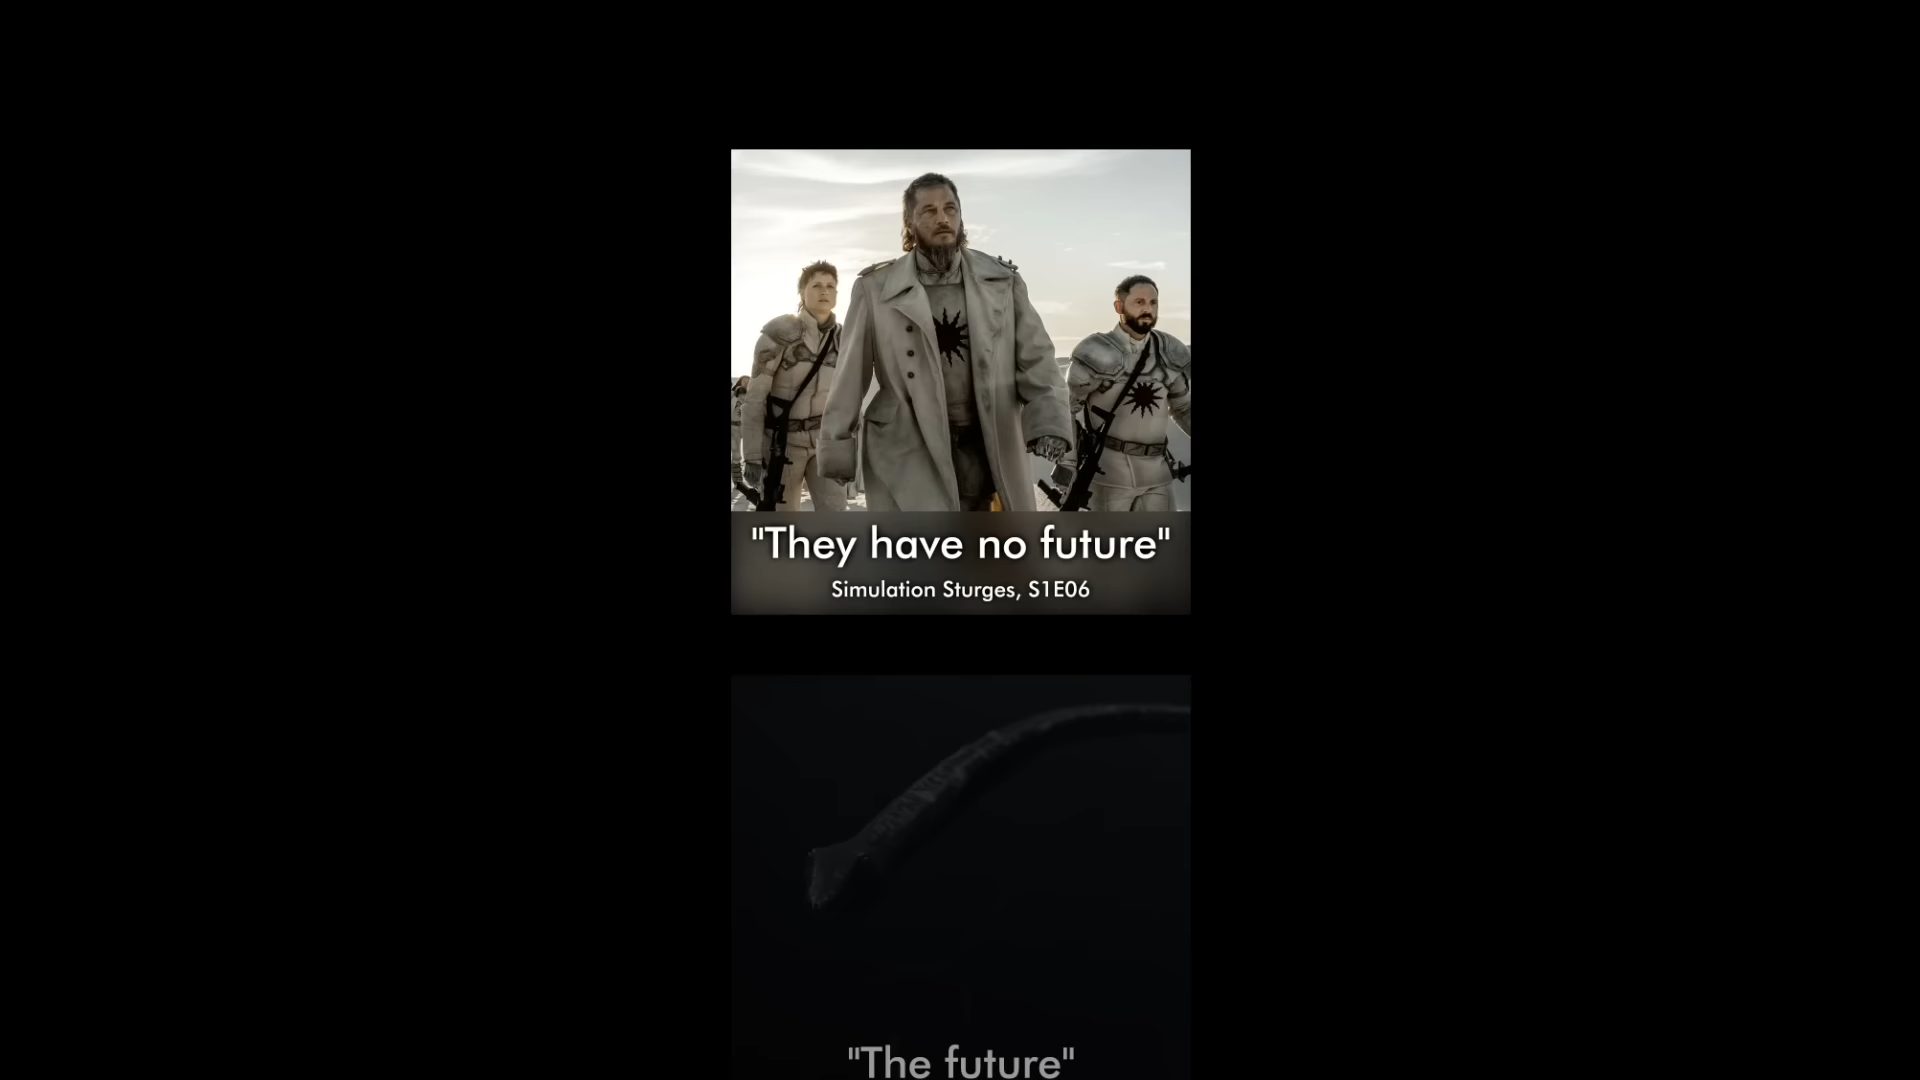 "They have no future"
Simulation Sturges, S1E06
"The future"